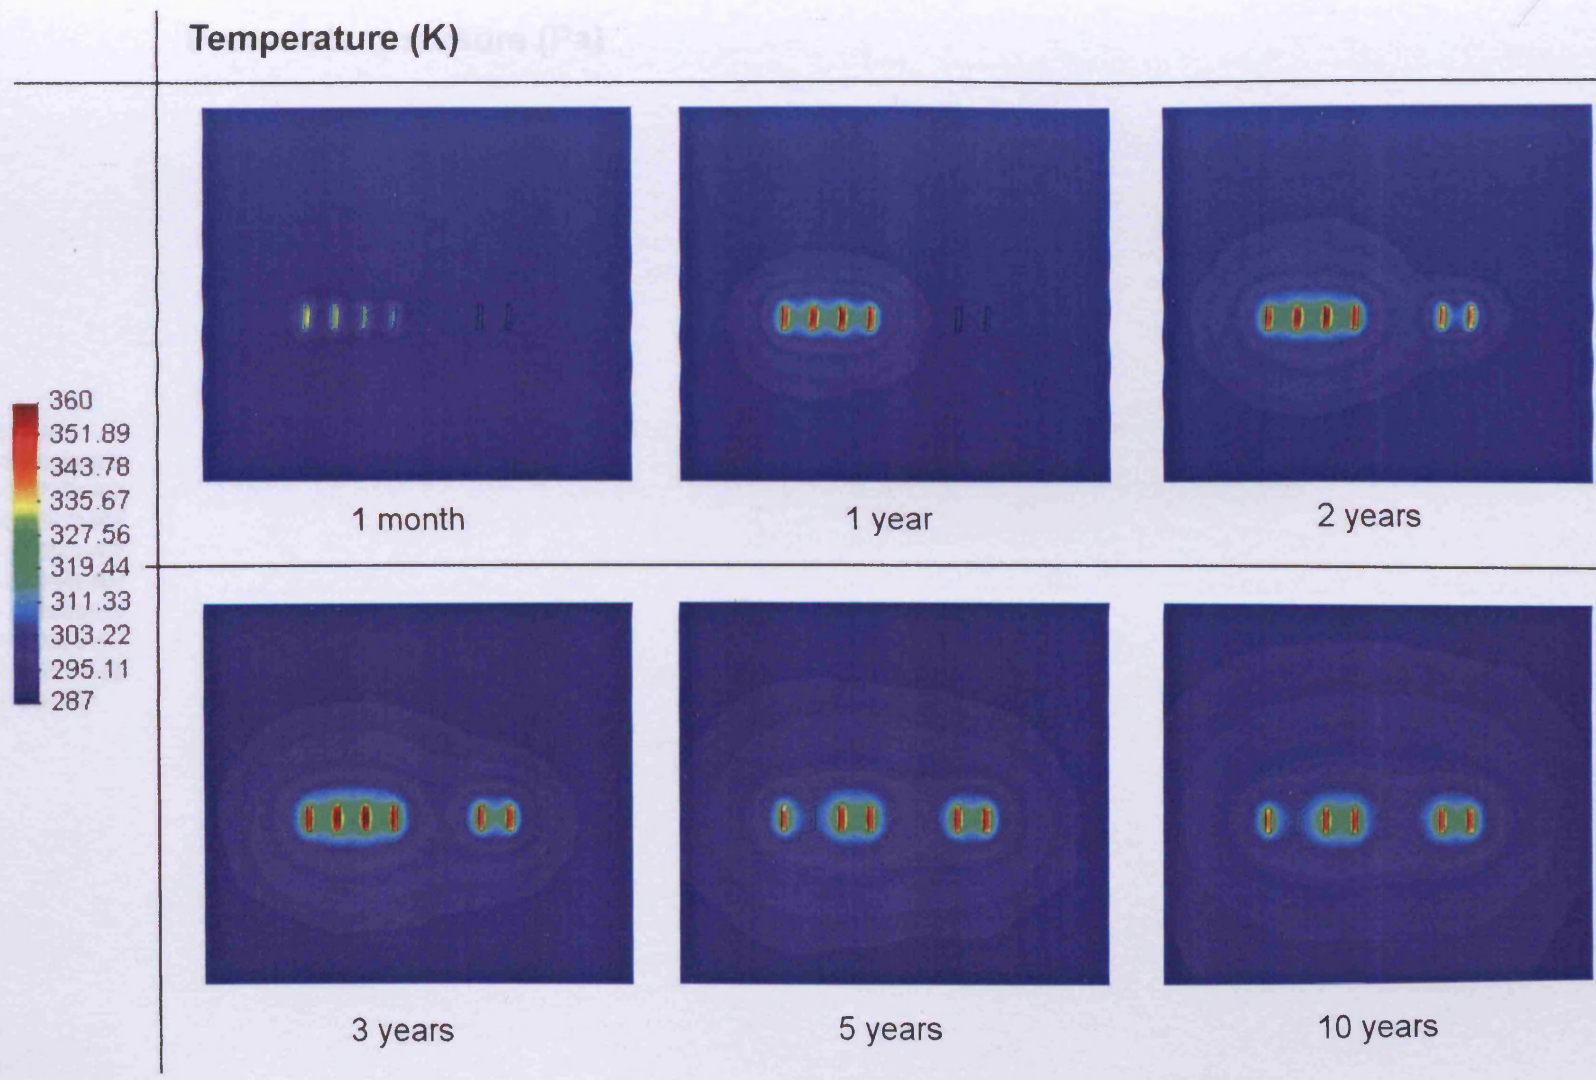 Temperature (K)
360
351.89
343.78
335.67
327.56
319.44
311.33
303.22
295.11
287
1 month
1 year
2 years
3 years
5 years
10 years